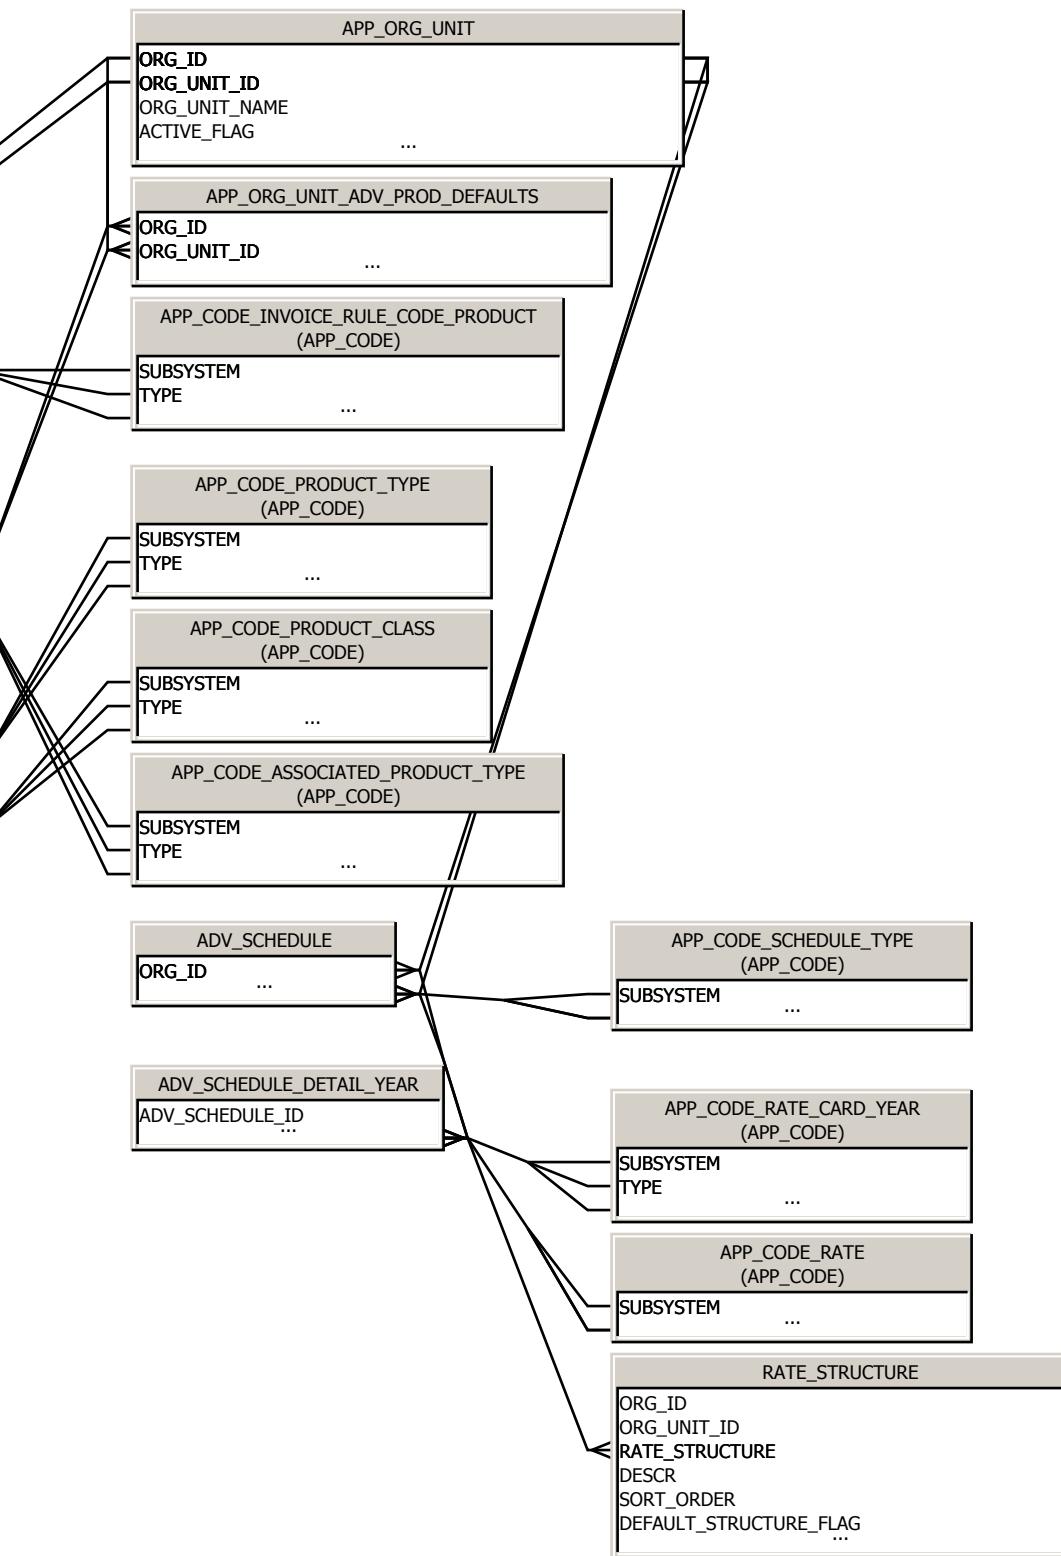 APP_ORG_UNIT
ORG_ID
ORG_UNIT_ID
ORG_UNIT_NAME
ACTIVE_FLAG
...
APP_ORG_UNIT_ADV_PROD_DEFAULTS
ORG_ID
ORG_UNIT_ID
...
APP_CODE_INVOICE_RULE_CODE_PRODUCT
(APP_CODE)
SUBSYSTEM
TYPE
...
APP_CODE_PRODUCT_TYPE
(APP_CODE)
SUBSYSTEM
TYPE
...
APP_CODE_PRODUCT_CLASS
(APP_CODE)
SUBSYSTEM
TYPE
...
APP_CODE_ASSOCIATED_PRODUCT_TYPE
(APP_CODE)
SUBSYSTEM
TYPE
...
ADV_SCHEDULE
ORG_ID
...
APP_CODE_SCHEDULE_TYPE
(APP_CODE)
SUBSYSTEM
...
ADV_SCHEDULE_DETAIL_YEAR
ADV_SCHEDULE_ID
...
APP_CODE_RATE_CARD_YEAR
(APP_CODE)
SUBSYSTEM
TYPE
...
APP_CODE_RATE
(APP_CODE)
SUBSYSTEM
...
RATE_STRUCTURE
ORG_ID
ORG_UNIT_ID
RATE_STRUCTURE
DESCR
SORT_ORDER
DEFAULT_STRUCTURE_FLAG
...